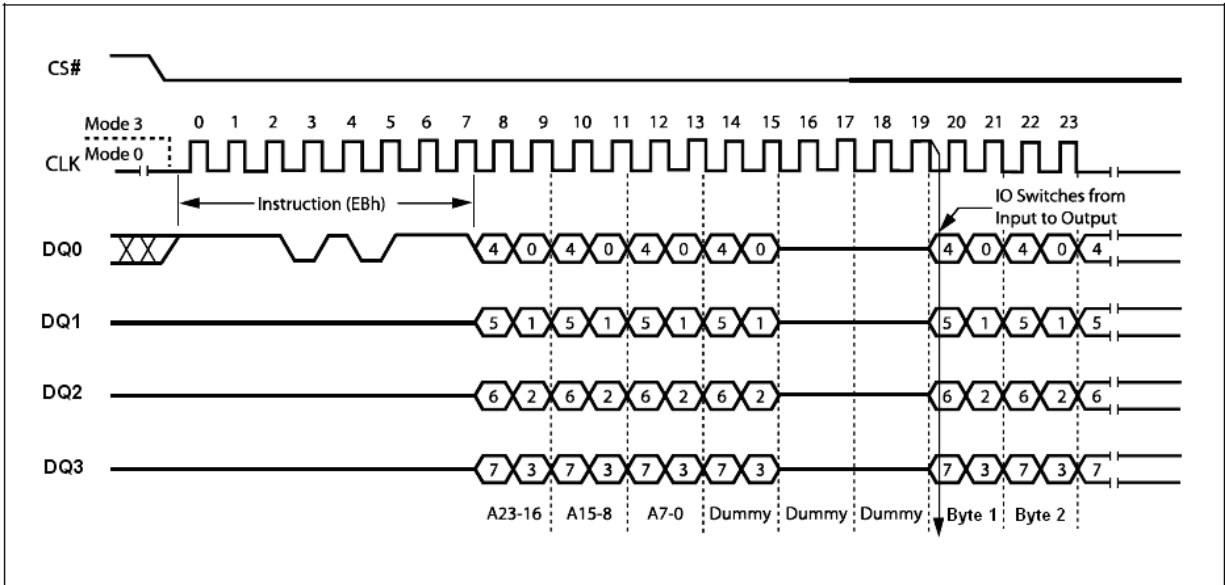 CS#
Mode 3
0 1 2 3 4 5 6 7 8 9 10 11 12 13 14 15 16 17 18 19 20 21 22 23
CLK
Mode 0
Instruction (EBh)
IO Switches from
Input to Output
DQ0
4 0 4 0 4 0 4 0 4 0 4 0 4
DQ1
5 1 5 1 5 1 5 1 5 1 5 1 5
DQ2
6 2 6 2 6 2 6 2 6 2 6 2 6
DQ3
7 3 7 3 7 3 7 3 7 3 7 3 7
A23-16 A15-8 A7-0 Dummy Dummy Dummy Byte 1 Byte 2